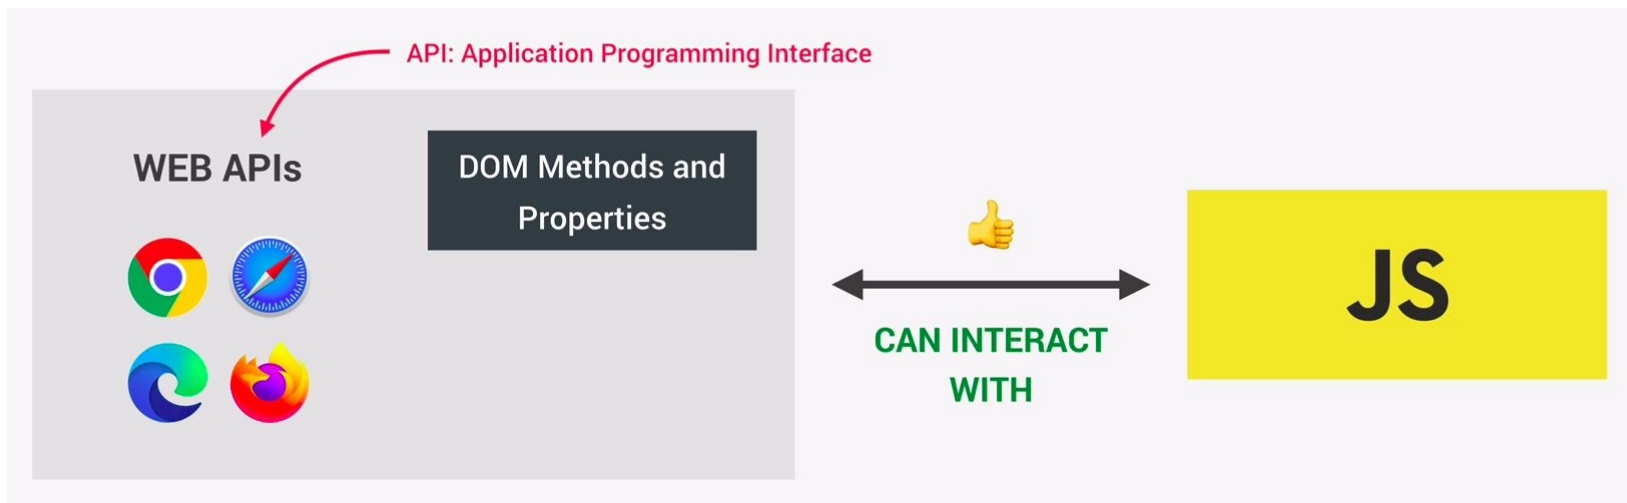 API: Application Programming Interface
WEB APIs
DOM Methods and
Properties
CAN INTERACT
WITH
JS